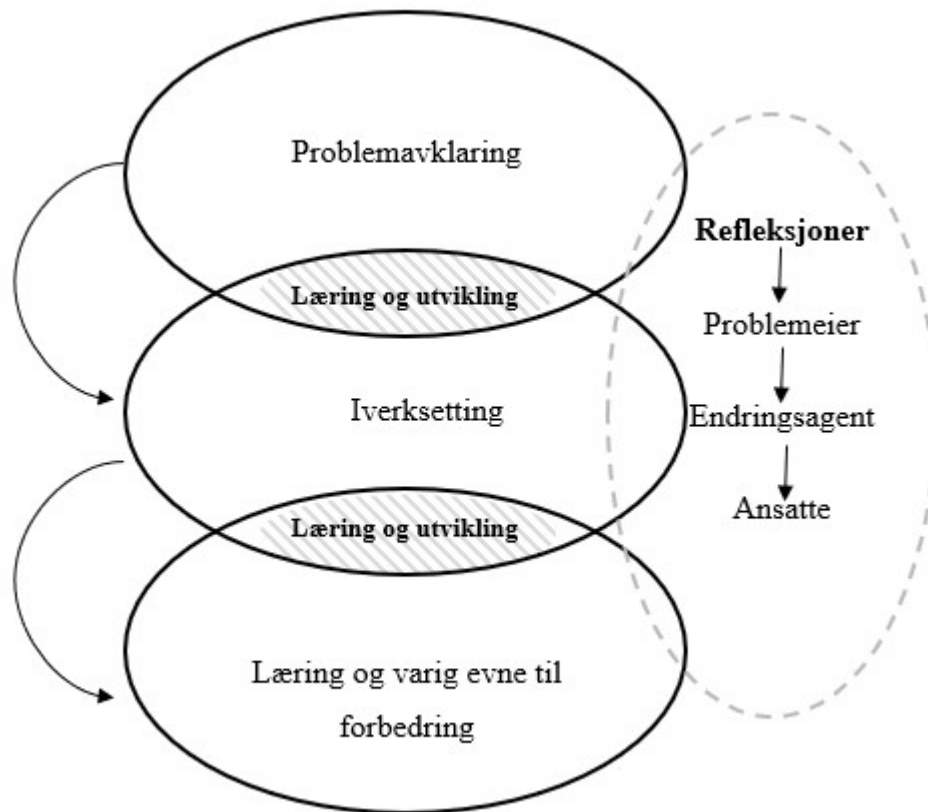 Problemavklaring
Refleksjoner
Læring og utvikling
Problemeier
Iverksetting
Endringsagent
Ansatte
Læring og utvikling
Læring og varig evne til
forbedring